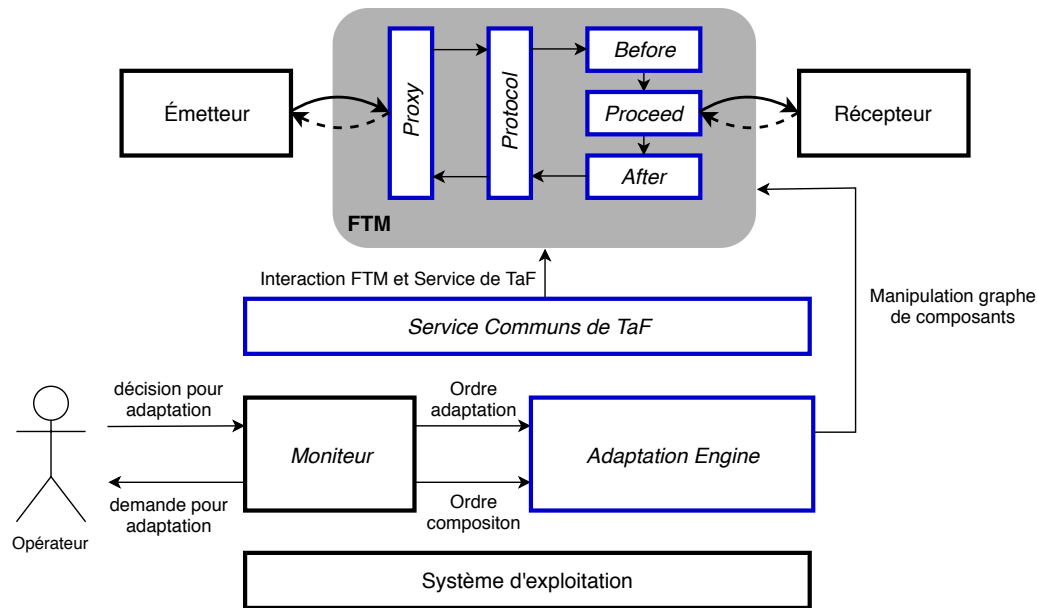 Émetteur
Proxy
Protocol
Before
Proceed
After
Récepteur
FTM
Interaction FTM et Service de TaF
Manipulation graphe
de composants
Service Communs de TaF
décision pour
adaptation
Ordre
adaptation
Moniteur
Adaptation Engine
demande pour
adaptation
Ordre
compositon
Opérateur
Système d'exploitation